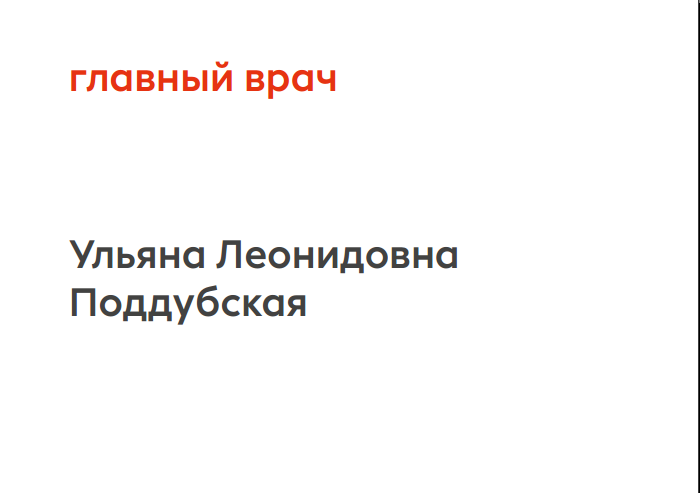 главный врач
Ульяна Леонидовна
Поддубская